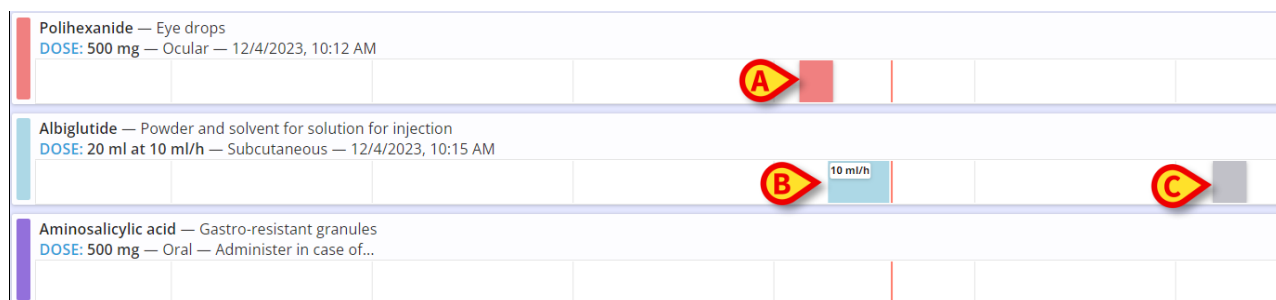 Polihexanide — Eye drops
DOSE: 500 mg — Ocular — 12/4/2023, 10:12 AM
A
Albiglutide — Powder and solvent for solution for injection
DOSE: 20 ml at 10 ml/h — Subcutaneous — 12/4/2023, 10:15 AM
B
10 ml/h
C
Aminosalicylic acid — Gastro-resistant granules
DOSE: 500 mg — Oral — Administer in case of...